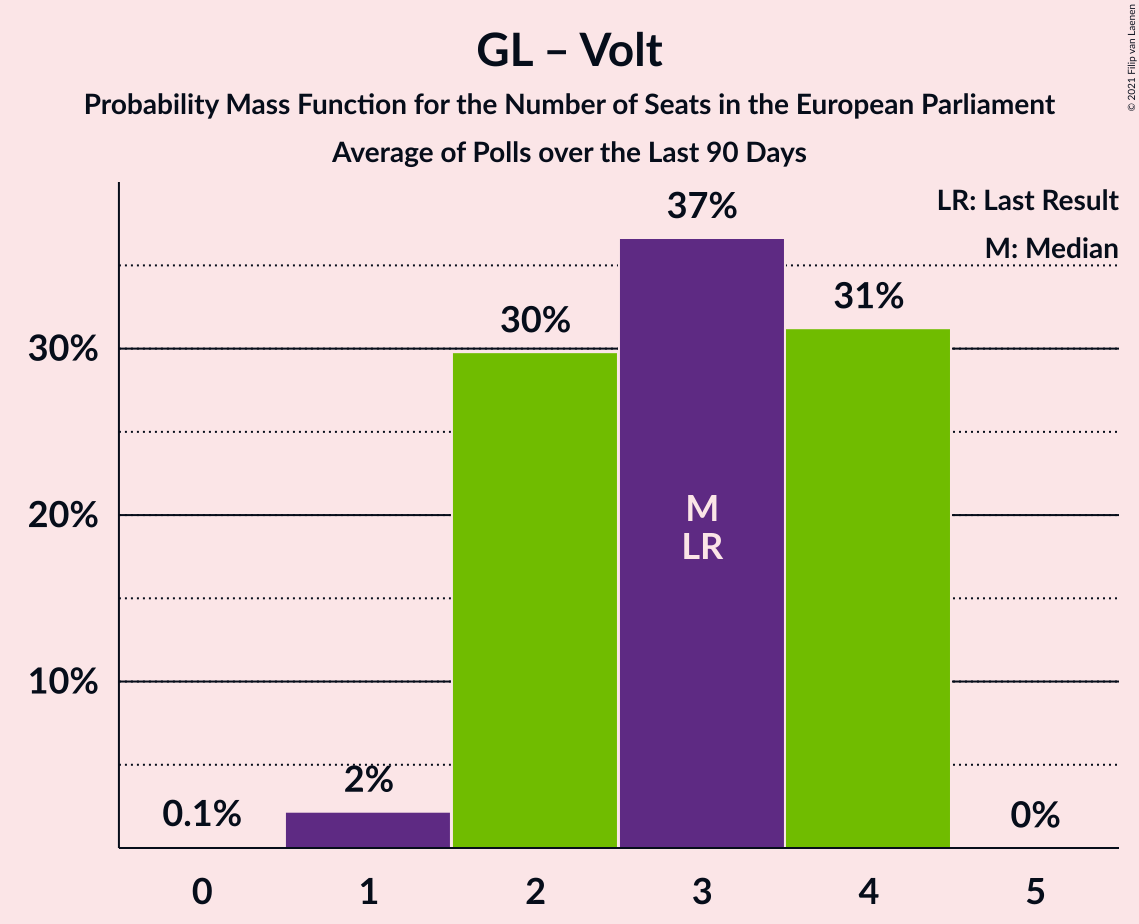 GL – Volt
Probability Mass Function for the Number of Seats in the European Parliament
Average of Polls over the Last 90 Days
© 2021 Filip van Laenen
LR: Last Result
M: Median
37%
31%
30%
30%
20%
M
LR
10%
2%
0.1%
0%
0 1 2 3 4 5